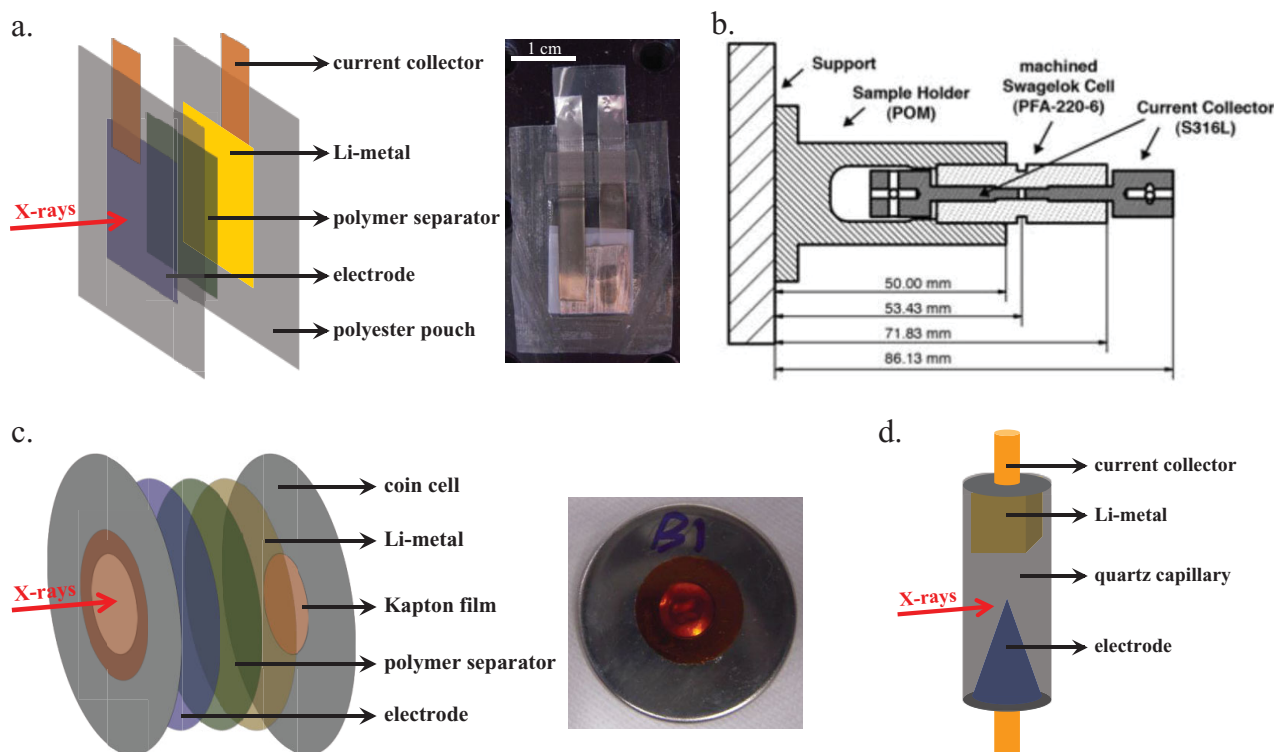 a.
current collector
Li-metal
polymer separator
electrode
polyester pouch
X-rays
1 cm
b.
Support
Sample Holder
(POM)
machined
Swagelok Cell
(PFA-220-6)
Current Collector
(S316L)
50.00 mm
53.43 mm
71.83 mm
86.13 mm
c.
coin cell
Li-metal
Kapton film
polymer separator
electrode
X-rays
B1
d.
current collector
Li-metal
quartz capillary
electrode
X-rays